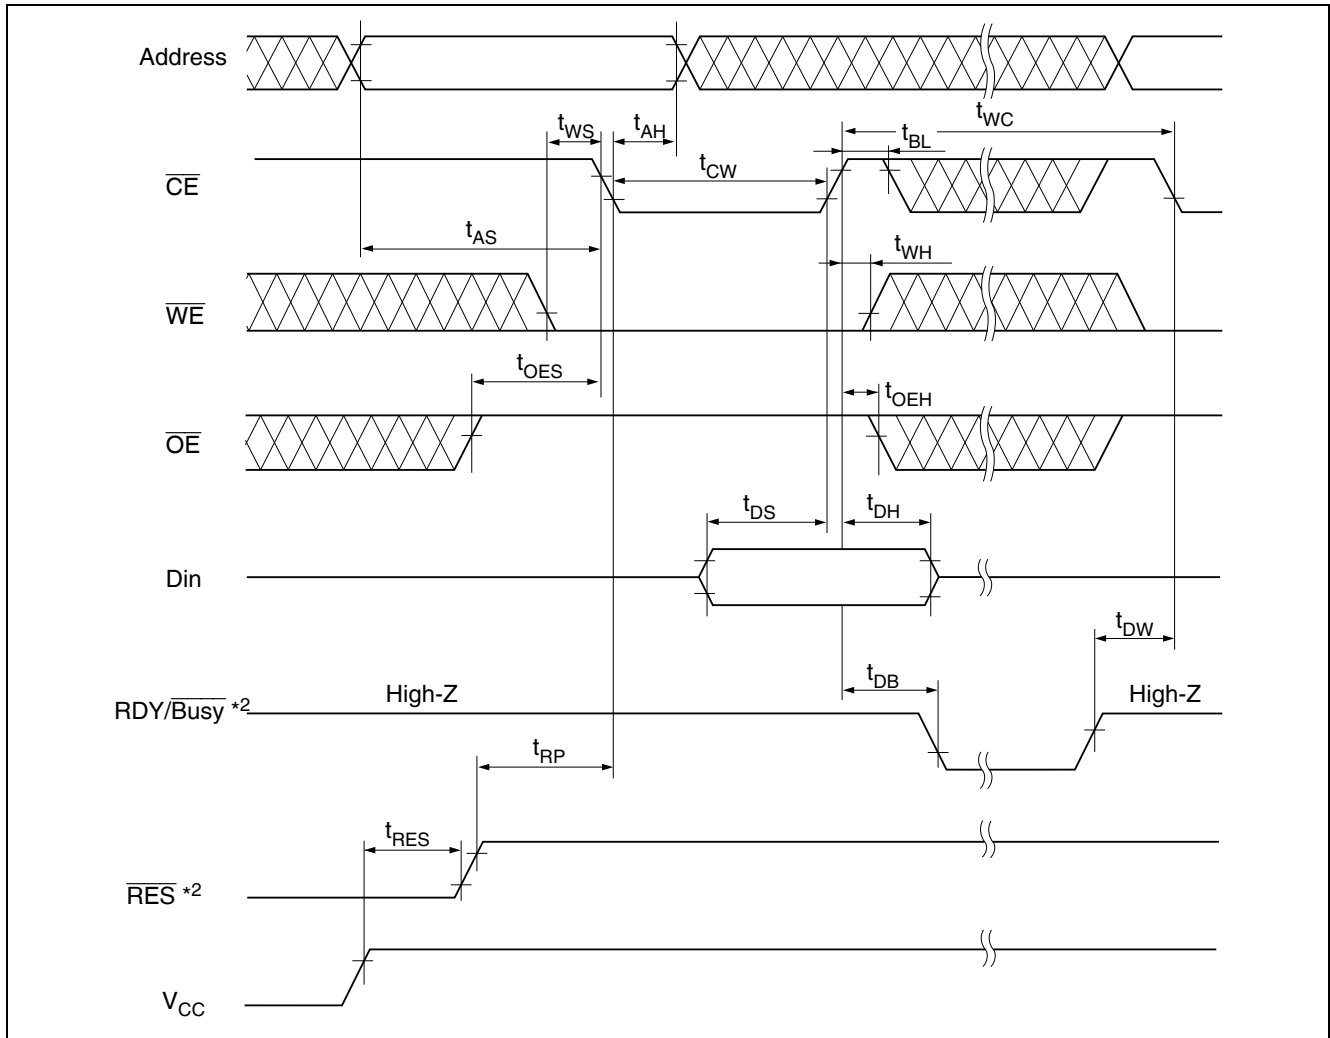 Address
tWS
tAH
tWC
tBL
CE
tCW
tAS
tWH
WE
tOES
tOEH
OE
tDS
tDH
Din
tDW
tDB
High-Z
High-Z
RDY/Busy *2
tRP
tRES
RES *2
VCC